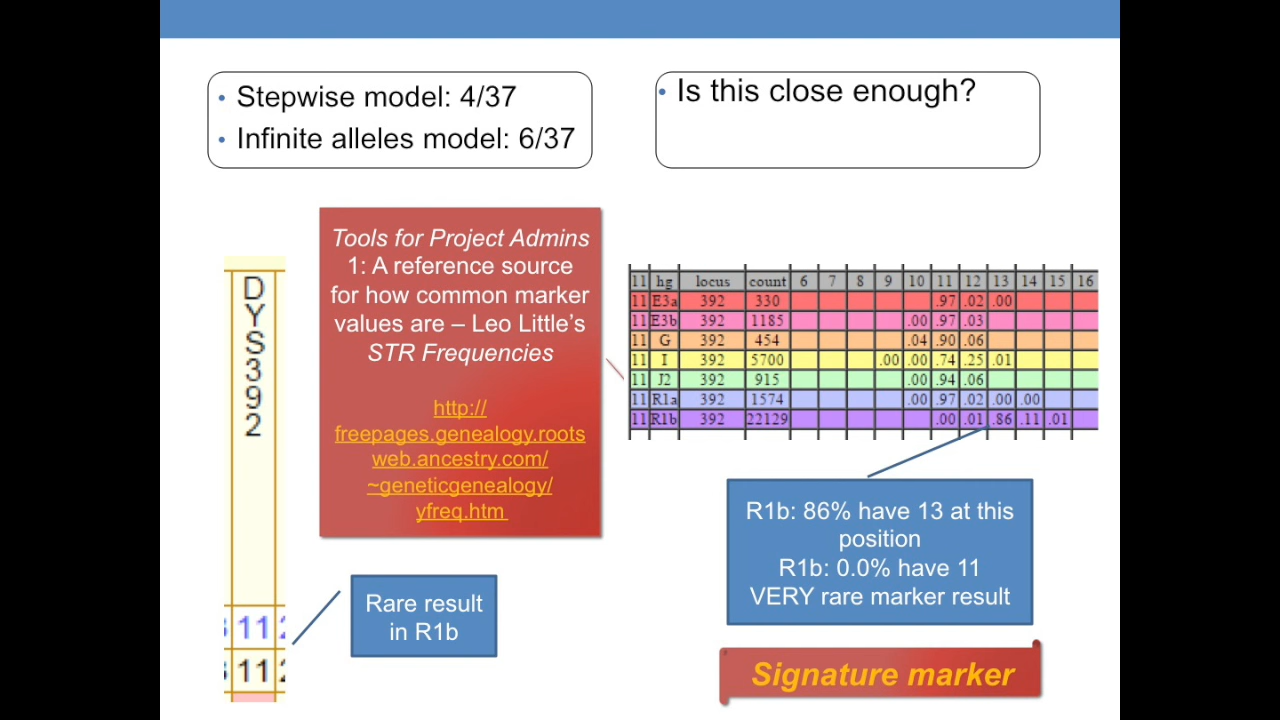 Stepwise model: 4/37
Infinite alleles model: 6/37
Is this close enough?
Tools for Project Admins
1: A reference source
for how common marker
values are – Leo Little's
STR Frequencies
http://
freepages.genealogy.roots
web.ancestry.com/
~geneticgenealogy/
yfreq.htm
DYS392
11
11
Rare result
in R1b
11 hg locus count 6 7 8 9 10 11 12 13 14 15 16
11 E3a 392 330 .97 .02 .00
11 E3b 392 1185 .00 .97 .03
11 G 392 454 .04 .90 .06
11 I 392 5700 .00 .00 .74 .25 .01
11 J2 392 915 .00 .94 .06
11 R1a 392 1574 .00 .97 .02 .00 .00
11 R1b 392 22129 .00 .01 .86 .11 .01
R1b: 86% have 13 at this
position
R1b: 0.0% have 11
VERY rare marker result
Signature marker